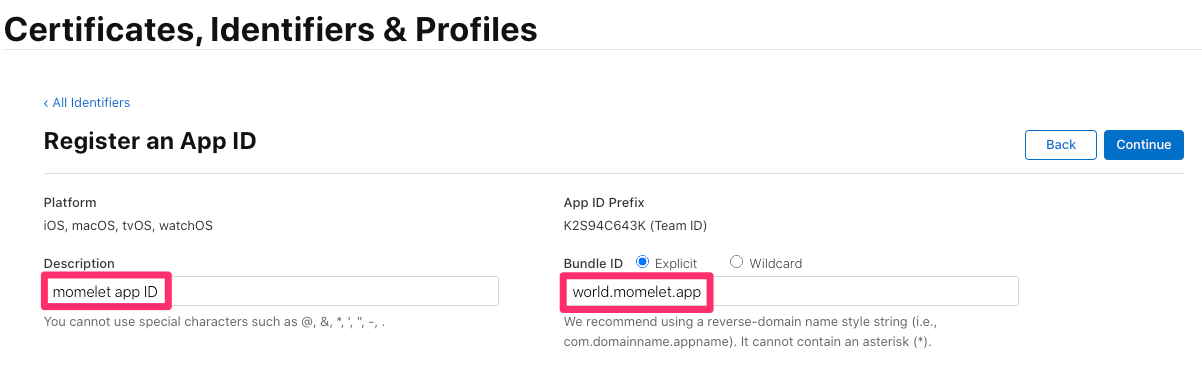 Certificates, Identifiers & Profiles
‹ All Identifiers
Register an App ID
Back
Continue
Platform
iOS, macOS, tvOS, watchOS
App ID Prefix
K2S94C643K (Team ID)
Description
momelet app ID
You cannot use special characters such as @, &, *, ', ", -, .
Bundle ID Explicit Wildcard
world.momelet.app
We recommend using a reverse-domain name style string (i.e.,
com.domainname.appname). It cannot contain an asterisk (*).